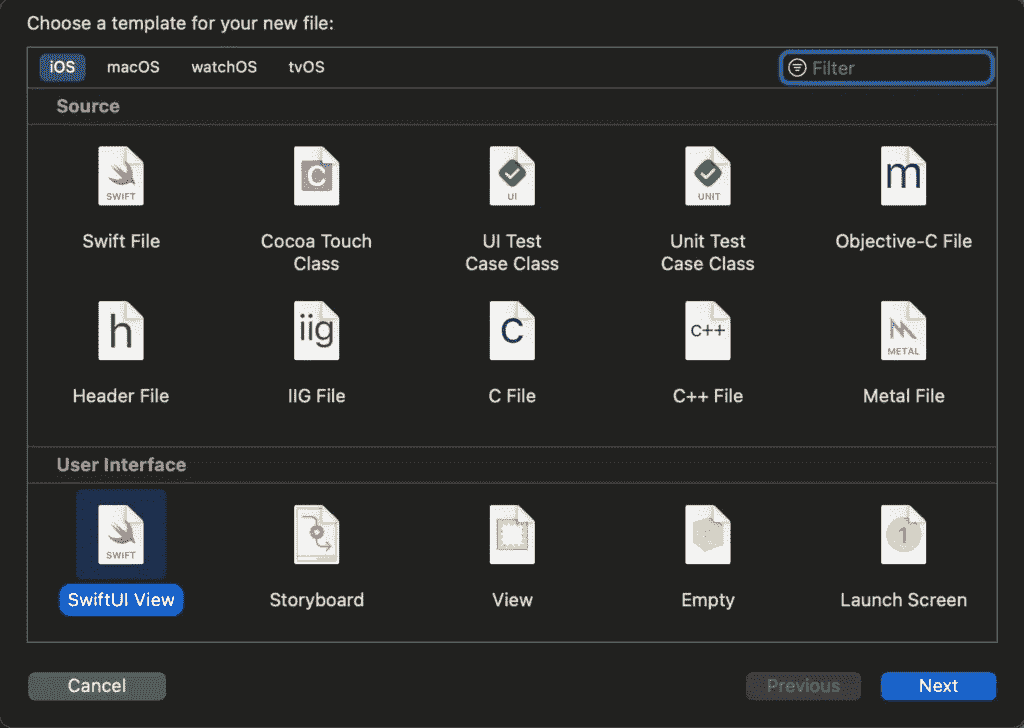 Choose a template for your new file:
iOS macOS watchOS tvOS Filter
Source
SWIFT C UI UNIT m
Swift File Cocoa Touch Class UI Test Case Class Unit Test Case Class Objective-C File
h iig C C++ METAL
Header File IIG File C File C++ File Metal File
User Interface
SWIFT 1
SwiftUI View Storyboard View Empty Launch Screen
Cancel Previous Next